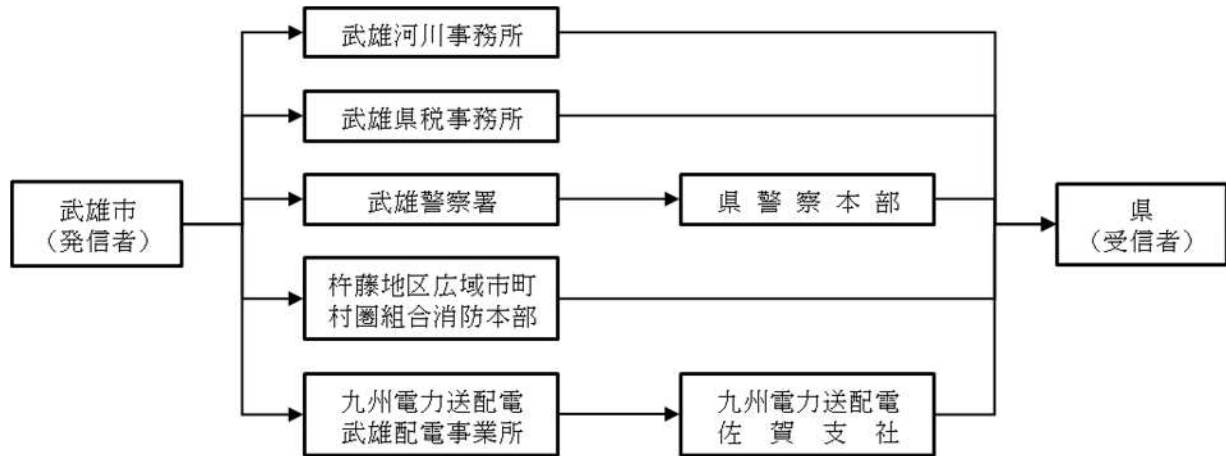 武雄河川事務所
武雄県税事務所
武雄市
(発信者)
武雄警察署
県警察本部
県
(受信者)
杵藤地区広域市町
村圏組合消防本部
九州電力送配電
武雄配電事業所
九州電力送配電
佐賀支社